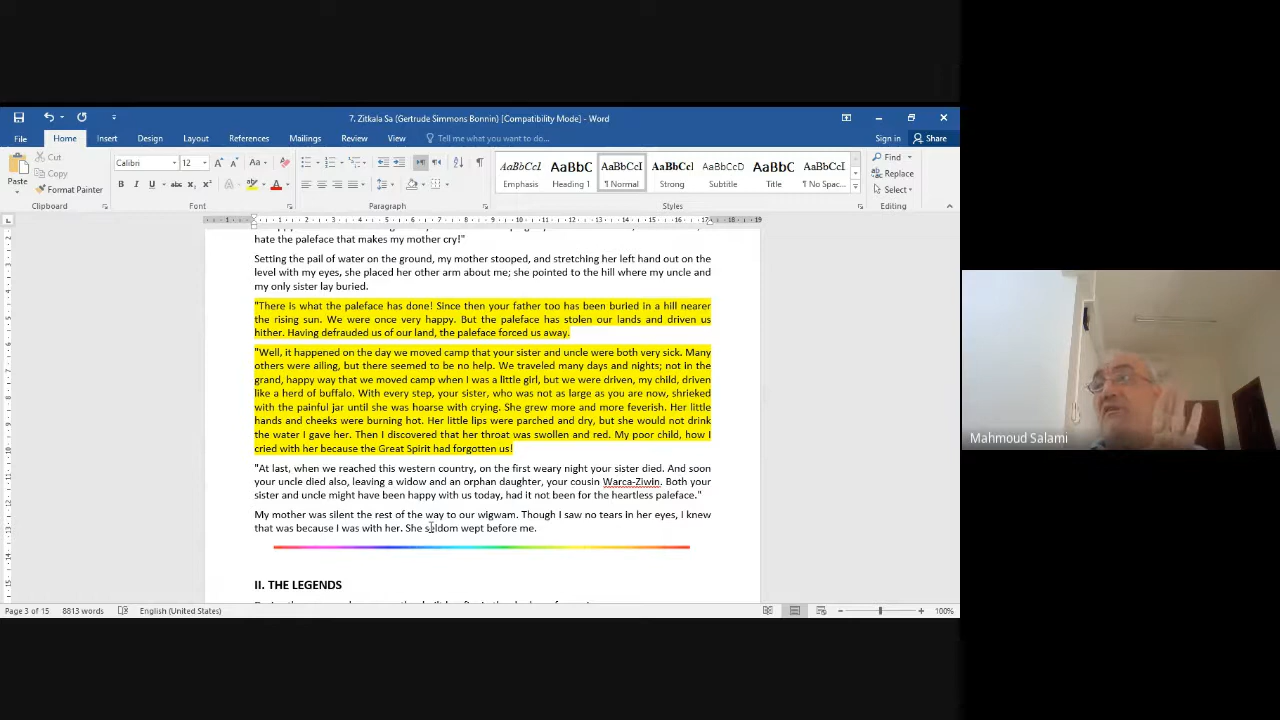 7. Zitkala Sa (Gertrude Simmons Bonnin) [Compatibility Mode] - Word
File Home Insert Design Layout References Mailings Review View Tell me what you want to do... Sign in Share
Paste Cut Copy Format Painter
Calibri 12
AaBbCcI AaBbC AaBbCcI AaBbCcI AaBbCcD AaBbC AaBbCcI
Emphasis Heading 1 ¶ Normal Strong Subtitle Title ¶ No Spac...
Find Replace Select
Clipboard Font Paragraph Styles Editing
hate the paleface that makes my mother cry!"
Setting the pail of water on the ground, my mother stooped, and stretching her left hand out on the
level with my eyes, she placed her other arm about me; she pointed to the hill where my uncle and
my only sister lay buried.
"There is what the paleface has done! Since then your father too has been buried in a hill nearer
the rising sun. We were once very happy. But the paleface has stolen our lands and driven us
hither. Having defrauded us of our land, the paleface forced us away.
"Well, it happened on the day we moved camp that your sister and uncle were both very sick. Many
others were ailing, but there seemed to be no help. We traveled many days and nights; not in the
grand, happy way that we moved camp when I was a little girl, but we were driven, my child, driven
like a herd of buffalo. With every step, your sister, who was not as large as you are now, shrieked
with the painful jar until she was hoarse with crying. She grew more and more feverish. Her little
hands and cheeks were burning hot. Her little lips were parched and dry, but she would not drink
the water I gave her. Then I discovered that her throat was swollen and red. My poor child, how I
cried with her because the Great Spirit had forgotten us!
"At last, when we reached this western country, on the first weary night your sister died. And soon
your uncle died also, leaving a widow and an orphan daughter, your cousin Warca-Ziwin. Both your
sister and uncle might have been happy with us today, had it not been for the heartless paleface."
My mother was silent the rest of the way to our wigwam. Though I saw no tears in her eyes, I knew
that was because I was with her. She seldom wept before me.
II. THE LEGENDS
Page 3 of 15 8813 words English (United States) 100%
Mahmoud Salami